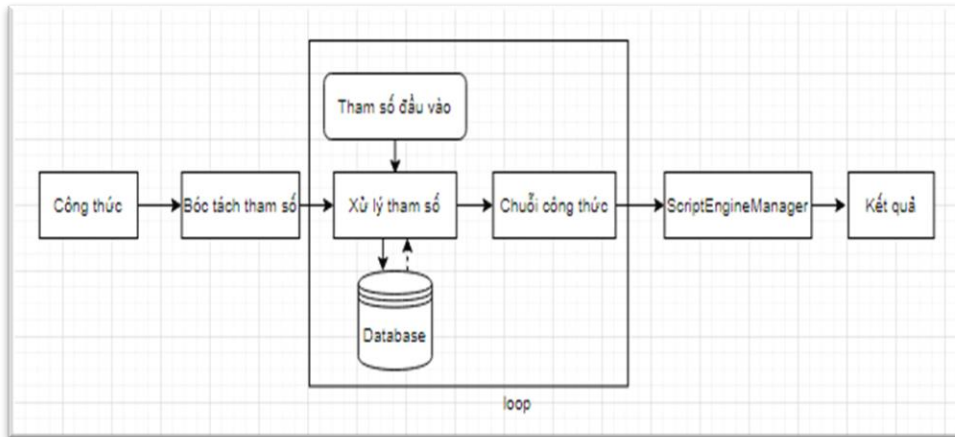 Tham số đầu vào
Công thức
Bóc tách tham số
Xử lý tham số
Chuỗi công thức
ScriptEngineManager
Kết quả
Database
loop